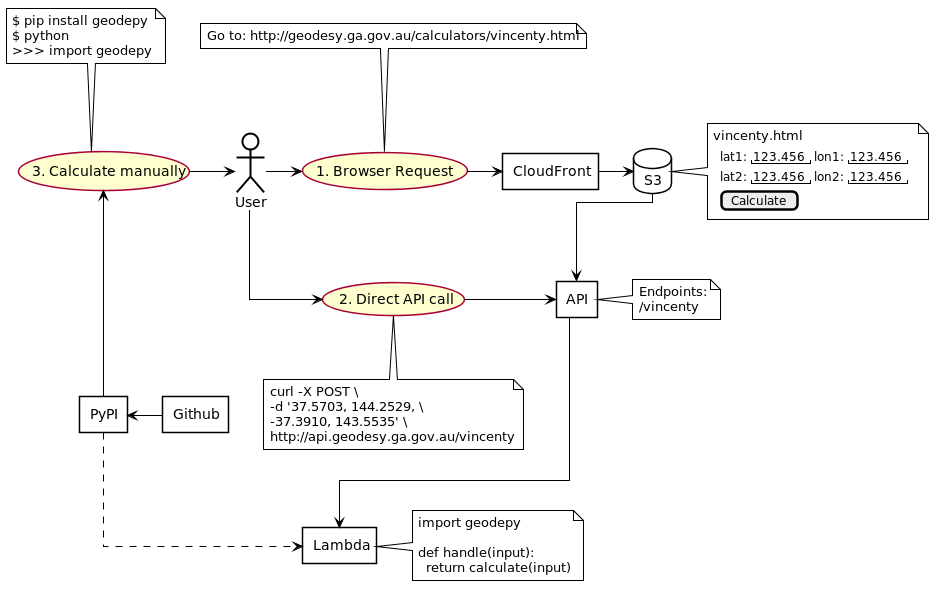 $ pip install geodepy
$ python
>>> import geodepy
Go to: http://geodesy.ga.gov.au/calculators/vincenty.html
3. Calculate manually
User
1. Browser Request
CloudFront
S3
vincenty.html
lat1: 123.456 lon1: 123.456
lat2: 123.456 lon2: 123.456
Calculate
2. Direct API call
API
Endpoints:
/vincenty
curl -X POST \
-d '37.5703, 144.2529, \
-37.3910, 143.5535' \
http://api.geodesy.ga.gov.au/vincenty
PyPI
Github
Lambda
import geodepy
def handle(input):
return calculate(input)